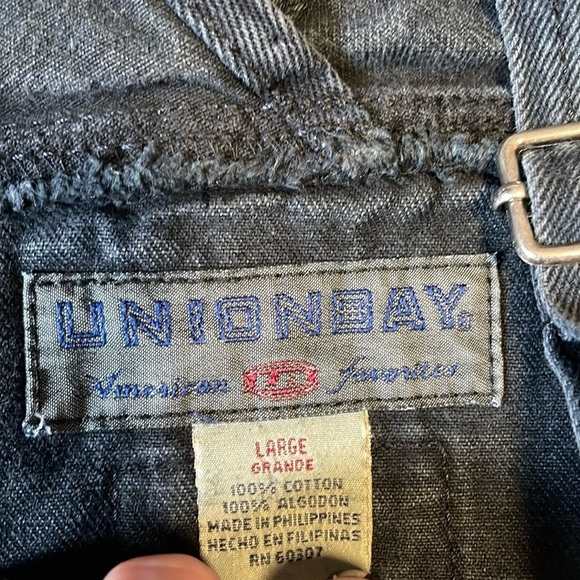 UNIONBAY®
American Favorites
LARGE
GRANDE
100% COTTON
100% ALGODON
MADE IN PHILIPPINES
HECHO EN FILIPINAS
RN 60307